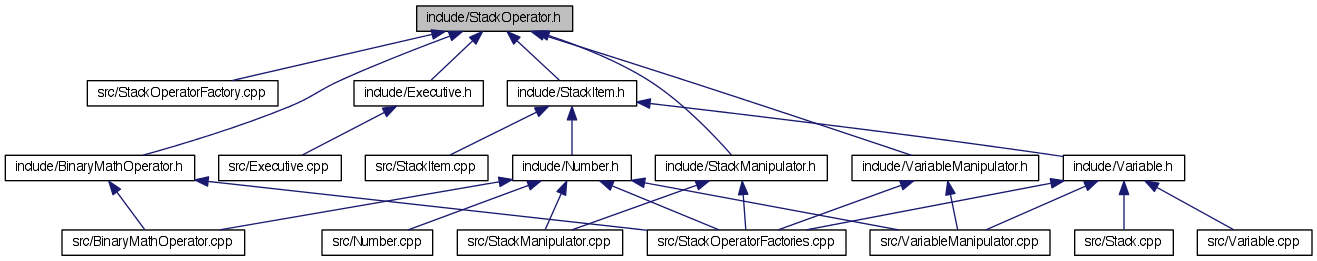 include/StackOperator.h
src/StackOperatorFactory.cpp
include/Executive.h
include/StackItem.h
include/BinaryMathOperator.h
src/Executive.cpp
src/StackItem.cpp
include/Number.h
include/StackManipulator.h
include/VariableManipulator.h
include/Variable.h
src/BinaryMathOperator.cpp
src/Number.cpp
src/StackManipulator.cpp
src/StackOperatorFactories.cpp
src/VariableManipulator.cpp
src/Stack.cpp
src/Variable.cpp